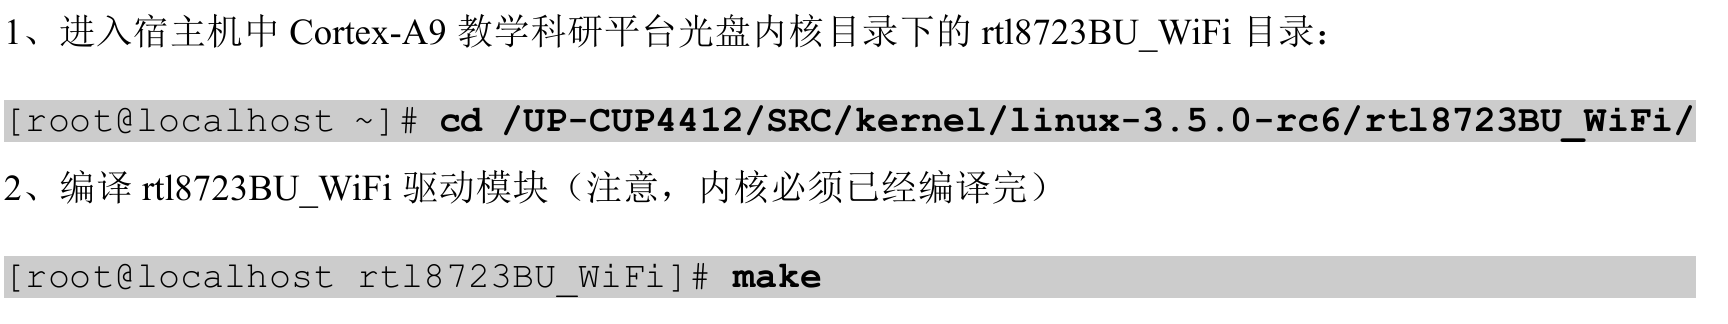 1、进入宿主机中 Cortex-A9 教学科研平台光盘内核目录下的 rtl8723BU_WiFi 目录：
[root@localhost ~]# cd /UP-CUP4412/SRC/kernel/linux-3.5.0-rc6/rtl8723BU_WiFi/
2、编译 rtl8723BU_WiFi 驱动模块（注意，内核必须已经编译完）
[root@localhost rtl8723BU_WiFi]# make